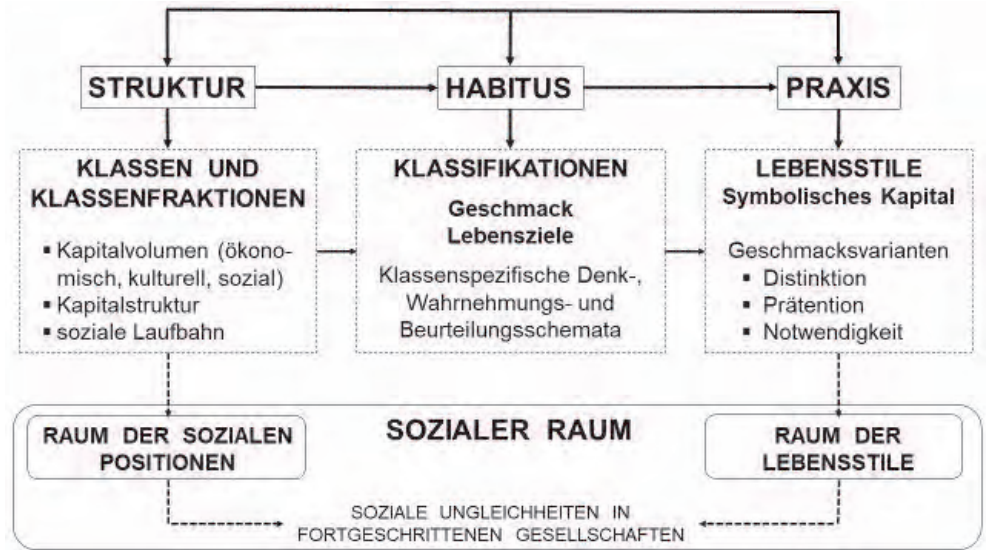 STRUKTUR
HABITUS
PRAXIS
KLASSEN UND
KLASSENFRAKTIONEN
▪ Kapitalvolumen (ökono-
misch, kulturell, sozial)
▪ Kapitalstruktur
▪ soziale Laufbahn
KLASSIFIKATIONEN
Geschmack
Lebensziele
Klassenspezifische Denk-,
Wahrnehmungs- und
Beurteilungsschemata
LEBENSSTILE
Symbolisches Kapital
Geschmacksvarianten
▪ Distinktion
▪ Prätention
▪ Notwendigkeit
RAUM DER SOZIALEN
POSITIONEN
SOZIALER RAUM
RAUM DER
LEBENSSTILE
SOZIALE UNGLEICHHEITEN IN
FORTGESCHRITTENEN GESELLSCHAFTEN